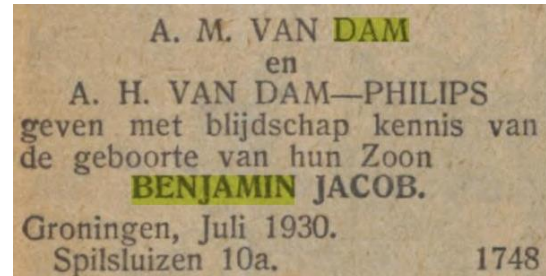 A. M. VAN DAM
en
A. H. VAN DAM—PHILIPS
geven met blijdschap kennis van
de geboorte van hun Zoon
BENJAMIN JACOB.
Groningen, Juli 1930.
Spilsluizen 10a. 1748